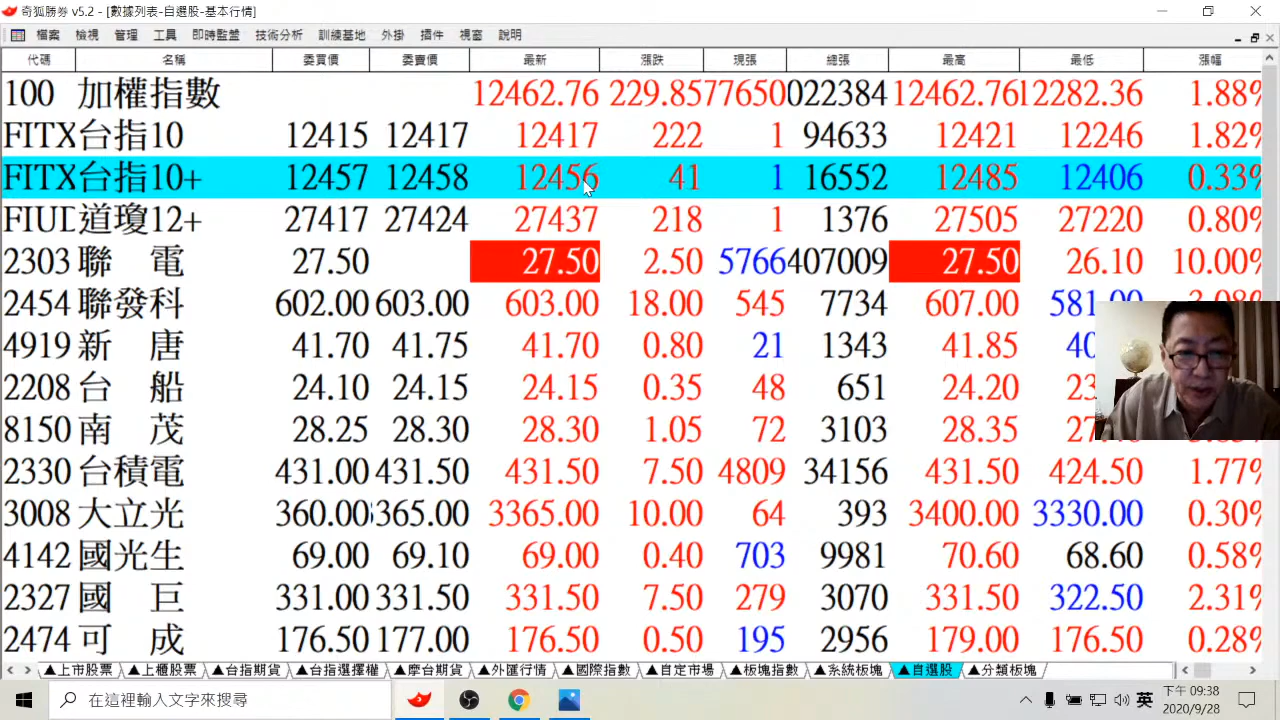 奇狐勝券 v5.2 - [數據列表-自選股-基本行情]
檔案 檢視 管理 工具 即時監盤 技術分析 訓練基地 外掛 插件 視窗 說明
代碼 名稱 委買價 委賣價 最新 漲跌 現張 總張 最高 最低 漲幅
100 加權指數 12462.76 229.85 77650 022384 12462.76 12282.36 1.88%
FITX 台指10 12415 12417 12417 222 1 94633 12421 12246 1.82%
FITX 台指10+ 12457 12458 12456 41 1 16552 12485 12406 0.33%
FIUD 道瓊12+ 27417 27424 27437 218 1 1376 27505 27220 0.80%
2303 聯電 27.50 27.50 2.50 5766 407009 27.50 26.10 10.00%
2454 聯發科 602.00 603.00 603.00 18.00 545 7734 607.00 581.00 3.08%
4919 新唐 41.70 41.75 41.70 0.80 21 1343 41.85 40
2208 台船 24.10 24.15 24.15 0.35 48 651 24.20 23
8150 南茂 28.25 28.30 28.30 1.05 72 3103 28.35 27
2330 台積電 431.00 431.50 431.50 7.50 4809 34156 431.50 424.50 1.77%
3008 大立光 360.00 365.00 3365.00 10.00 64 393 3400.00 3330.00 0.30%
4142 國光生 69.00 69.10 69.00 0.40 703 9981 70.60 68.60 0.58%
2327 國巨 331.00 331.50 331.50 7.50 279 3070 331.50 322.50 2.31%
2474 可成 176.50 177.00 176.50 0.50 195 2956 179.00 176.50 0.28%
▲上市股票 ▲上櫃股票 ▲台指期貨 ▲台指選擇權 ▲摩台期貨 ▲外匯行情 ▲國際指數 ▲自定市場 ▲板塊指數 ▲系統板塊 ▲自選股 ▲分類板塊
在這裡輸入文字來搜尋 英 下午 09:38
2020/9/28